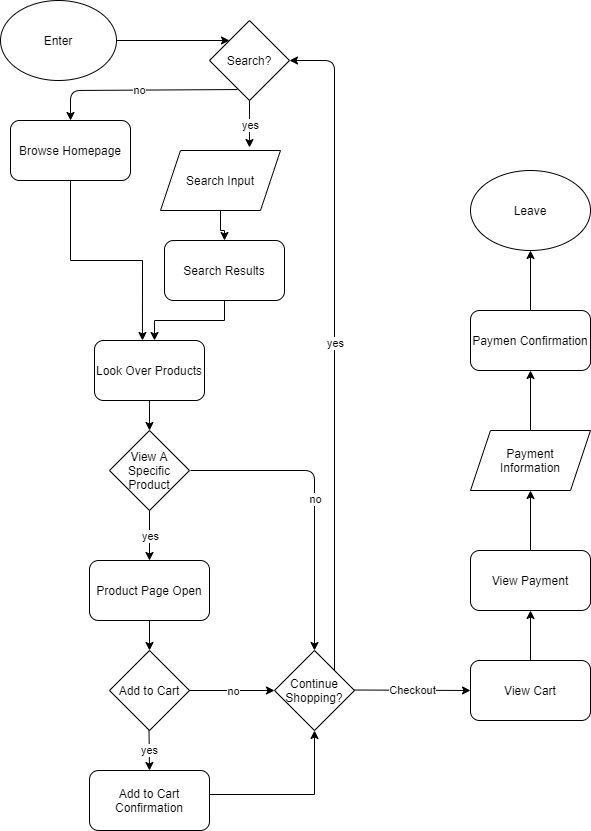 Enter
Search?
no
yes
Browse Homepage
Search Input
Search Results
Look Over Products
View A
Specific
Product
no
yes
Product Page Open
Add to Cart
no
yes
Add to Cart
Confirmation
Continue
Shopping?
yes
Checkout
View Cart
View Payment
Payment
Information
Paymen Confirmation
Leave